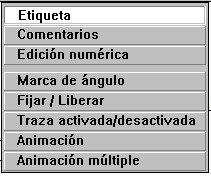 Etiqueta
Comentarios
Edición numérica
Marca de ángulo
Fijar / Liberar
Traza activada/desactivada
Animación
Animación múltiple